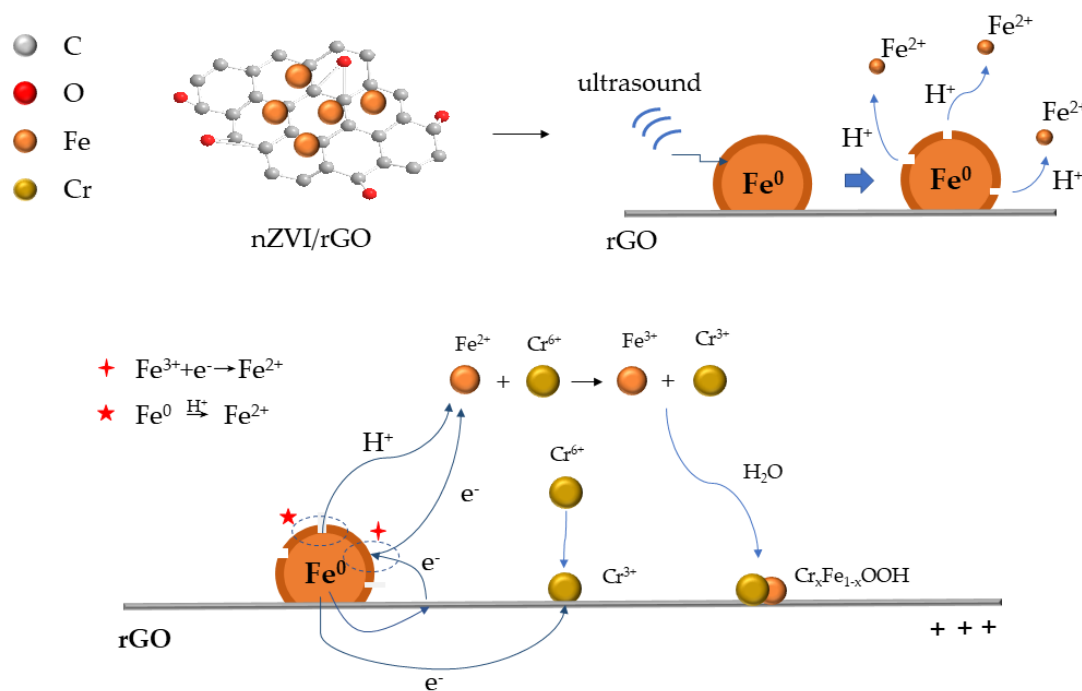 C
O
Fe
Cr
nZVI/rGO
ultrasound
Fe⁰
rGO
Fe⁰
H⁺
Fe²⁺
H⁺
Fe²⁺
H⁺
Fe²⁺
Fe³⁺+e⁻→Fe²⁺
Fe⁰ H⁺→ Fe²⁺
Fe²⁺ Cr⁶⁺ Fe³⁺ Cr³⁺
+ → +
H⁺
e⁻
Cr⁶⁺
H₂O
e⁻
Fe⁰
Cr³⁺
CrₓFe₁₋ₓOOH
rGO
+ + +
e⁻